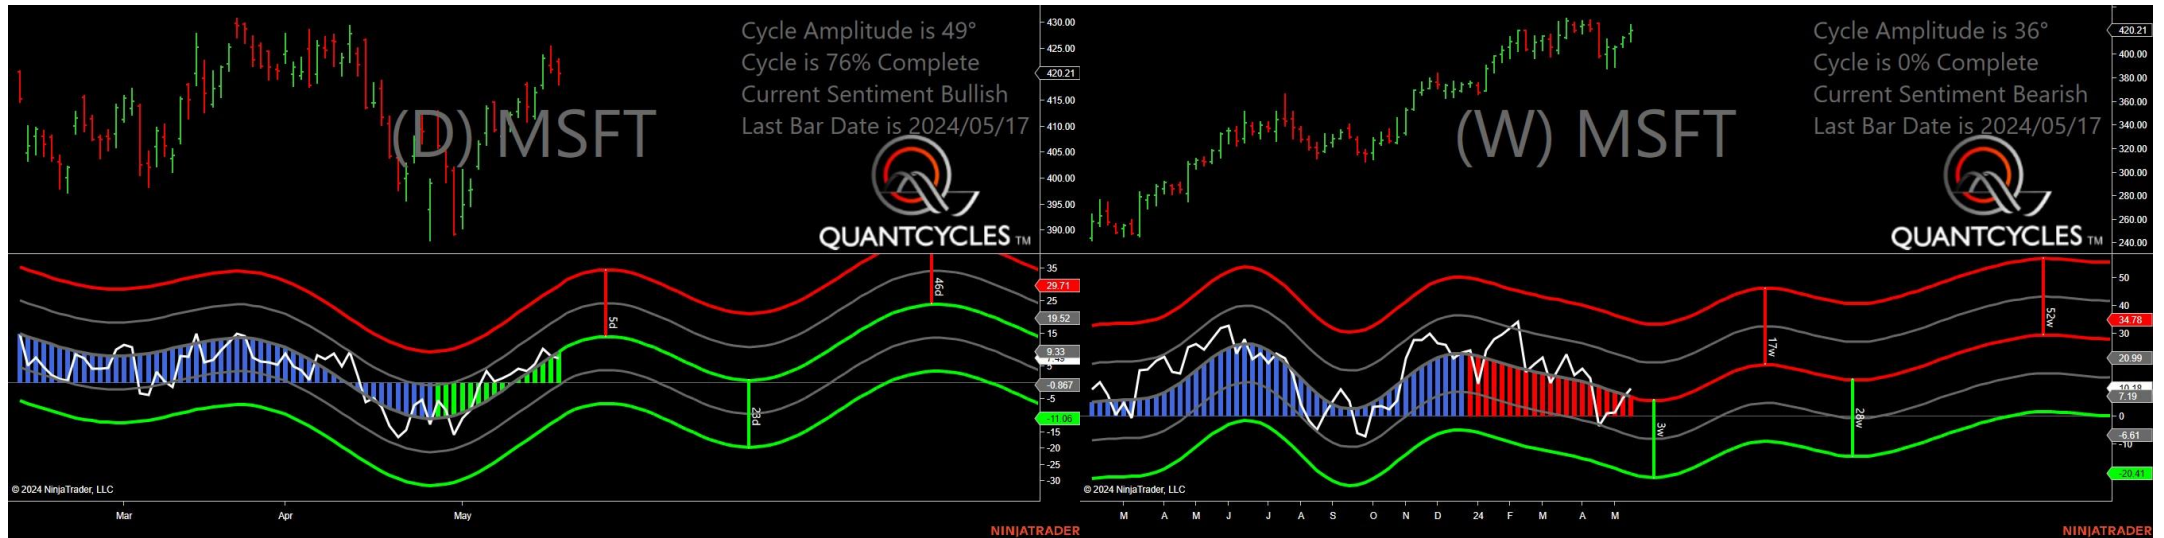 Cycle Amplitude is 49°
Cycle is 76% Complete
Current Sentiment Bullish
Last Bar Date is 2024/05/17
(D) MSFT
QUANTCYCLES TM
430.00
425.00
420.21
415.00
410.00
405.00
400.00
395.00
390.00
35
29.71
25
19.52
15
9.33
5
-0.867
-5
-11.06
-15
-20
-25
-30
5d
23d
46d
© 2024 NinjaTrader, LLC
Mar Apr May
NINJATRADER
Cycle Amplitude is 36°
Cycle is 0% Complete
Current Sentiment Bearish
Last Bar Date is 2024/05/17
(W) MSFT
QUANTCYCLES TM
420.21
400.00
380.00
360.00
340.00
320.00
300.00
280.00
260.00
240.00
50
40
34.78
30
20.99
10.18
7.19
0
-6.61
-10
-20.41
3w
17w
28w
52w
© 2024 NinjaTrader, LLC
M A M J J A S O N D 24 F M A M
NINJATRADER